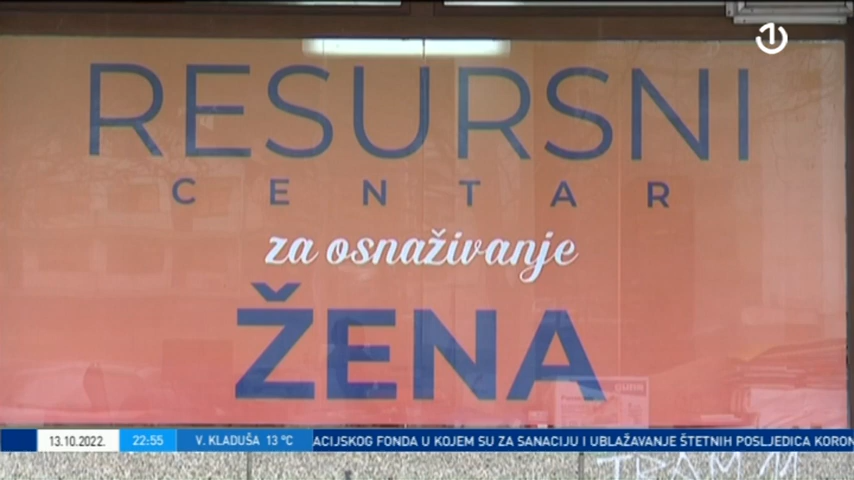 RESURSNI
CENTAR
za osnaživanje
ŽENA
13.10.2022. 22:55 V. KLADUŠA 13 °C ACIJSKOG FONDA U KOJEM SU ZA SANACIJU I UBLAŽAVANJE ŠTETNIH POSLJEDICA KORON